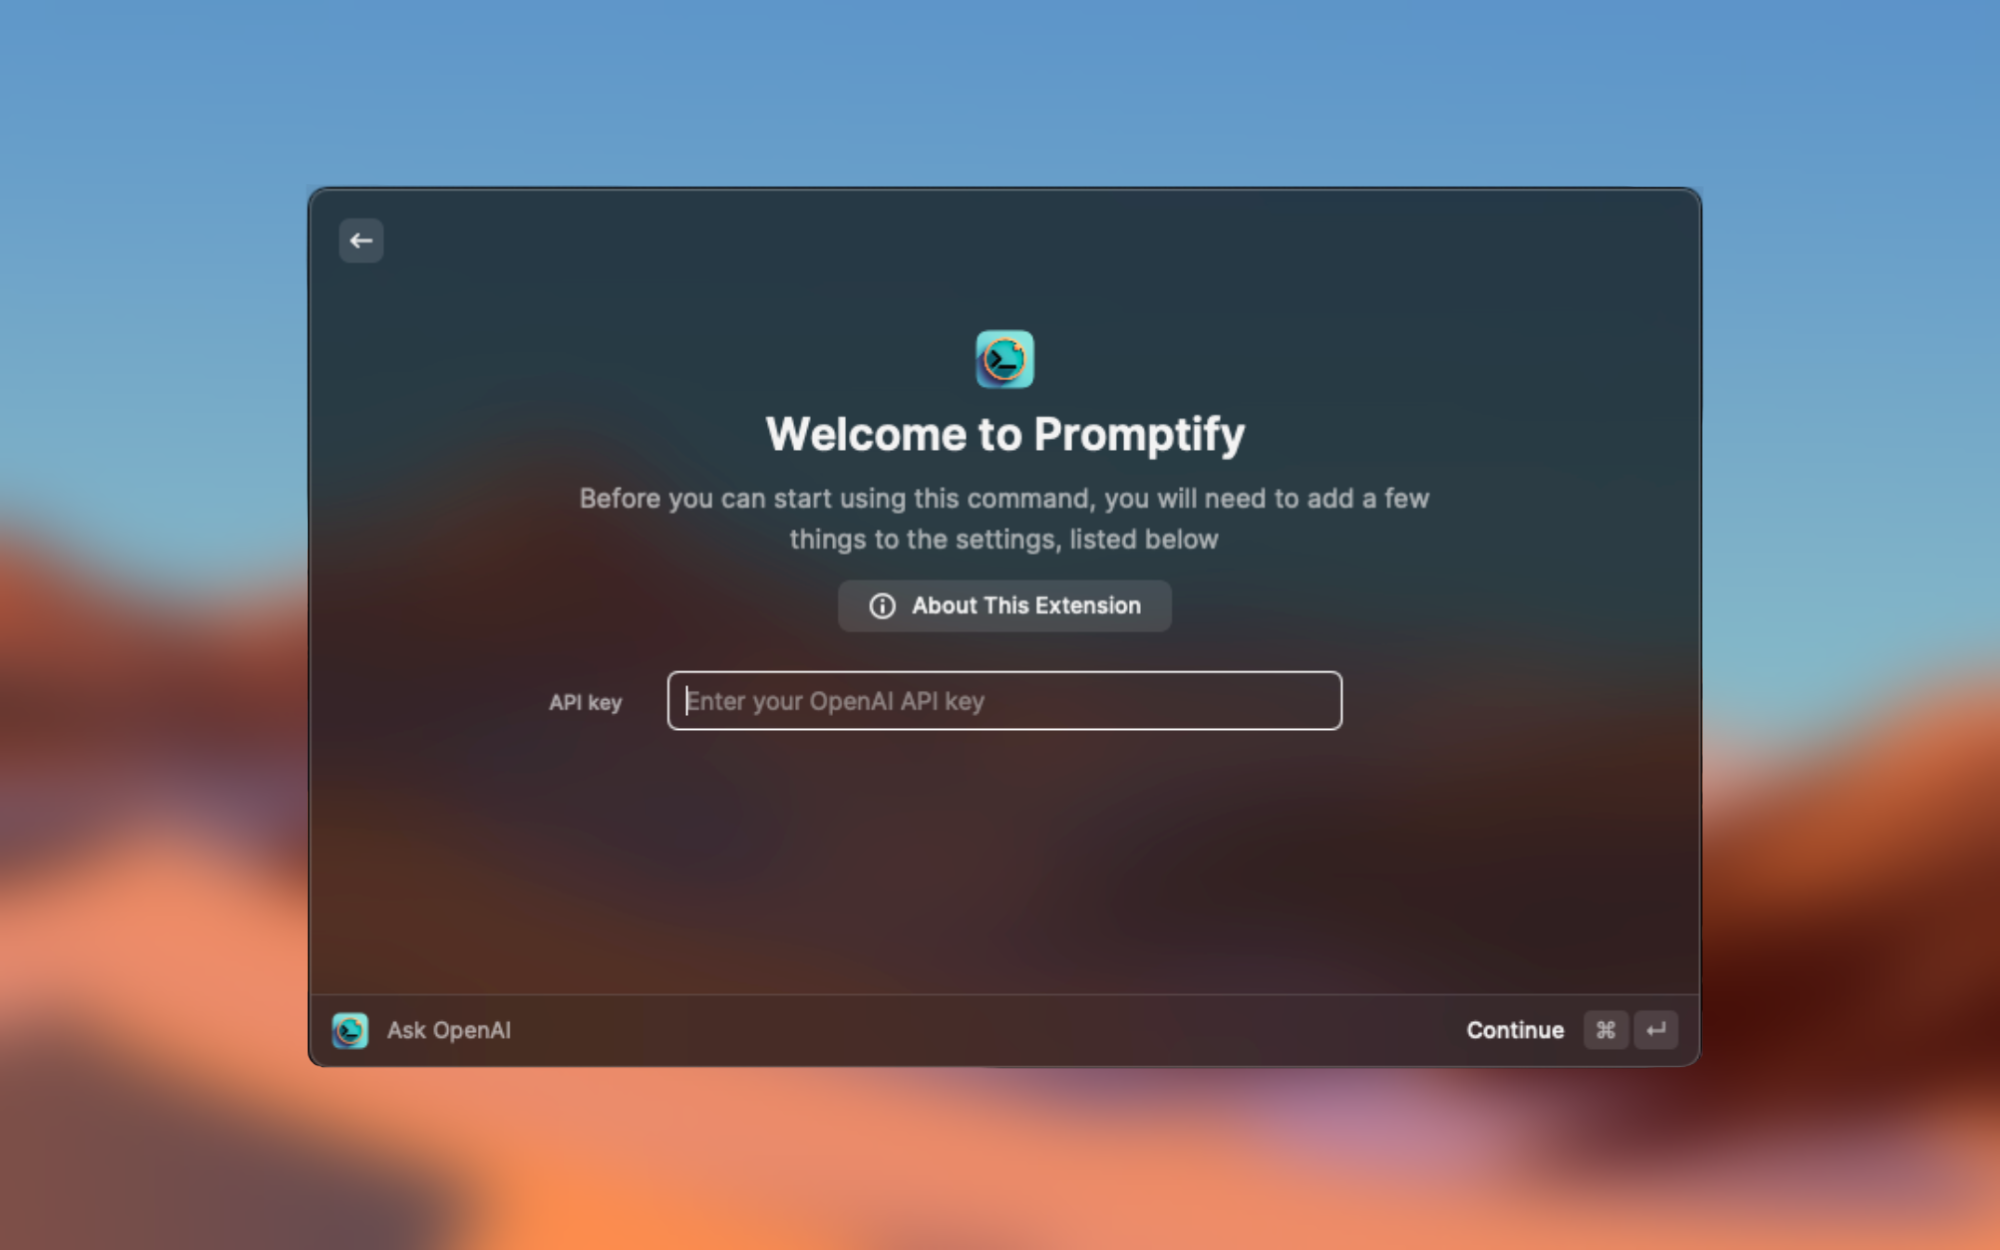 Welcome to Promptify
Before you can start using this command, you will need to add a few
things to the settings, listed below
About This Extension
API key
Enter your OpenAI API key
Ask OpenAI
Continue ⌘ ↵